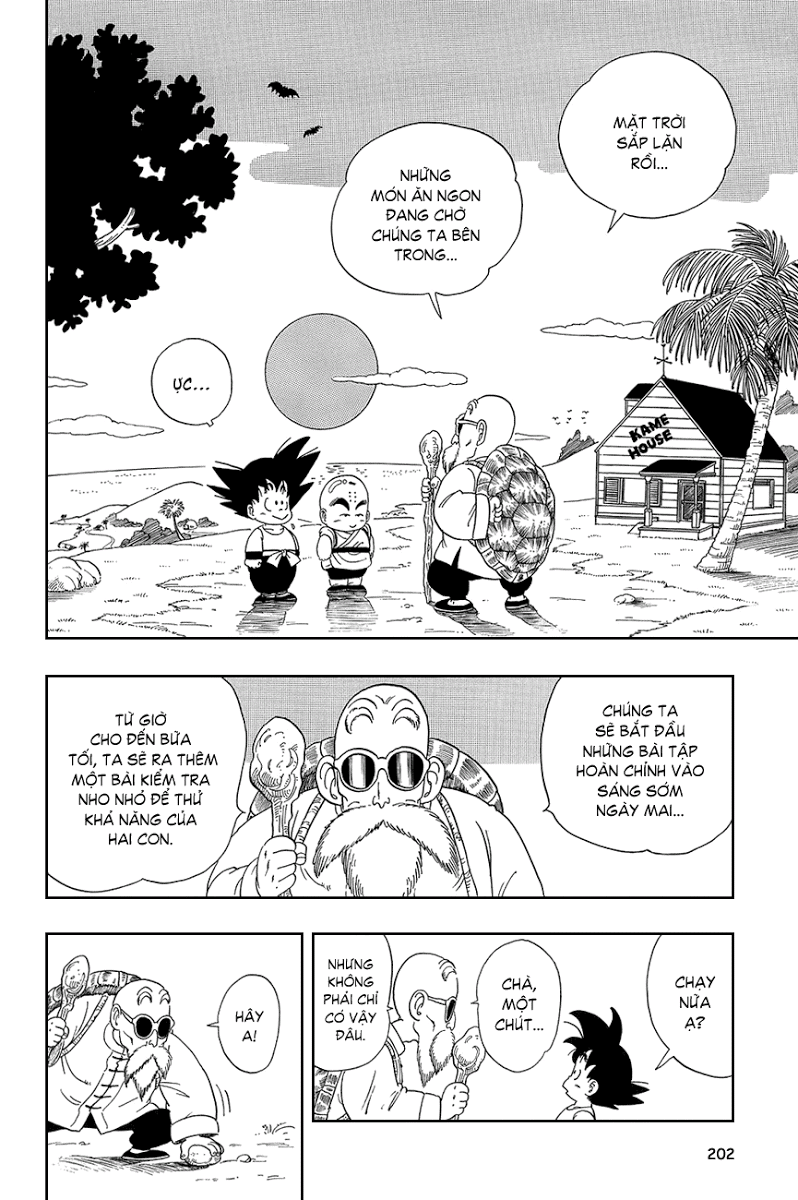 MẶT TRỜI
SẮP LẶN
RỒI...
NHỮNG
MÓN ĂN NGON
ĐANG CHỜ
CHÚNG TA BÊN
TRONG...
ỰC...
KAME
HOUSE
CHÚNG TA
SẼ BẮT ĐẦU
NHỮNG BÀI TẬP
HOÀN CHỈNH VÀO
SÁNG SỚM
NGÀY MAI...
TỪ GIỜ
CHO ĐẾN BỮA
TỐI, TA SẼ RA THÊM
MỘT BÀI KIỂM TRA
NHO NHỎ ĐỂ THỬ
KHẢ NĂNG CỦA
HAI CON.
CHẠY
NỮA
Ạ?
CHÀ,
MỘT
CHÚT...
NHƯNG
KHÔNG
PHẢI CHỈ
CÓ VẬY
ĐÂU.
HÂY
A!
202